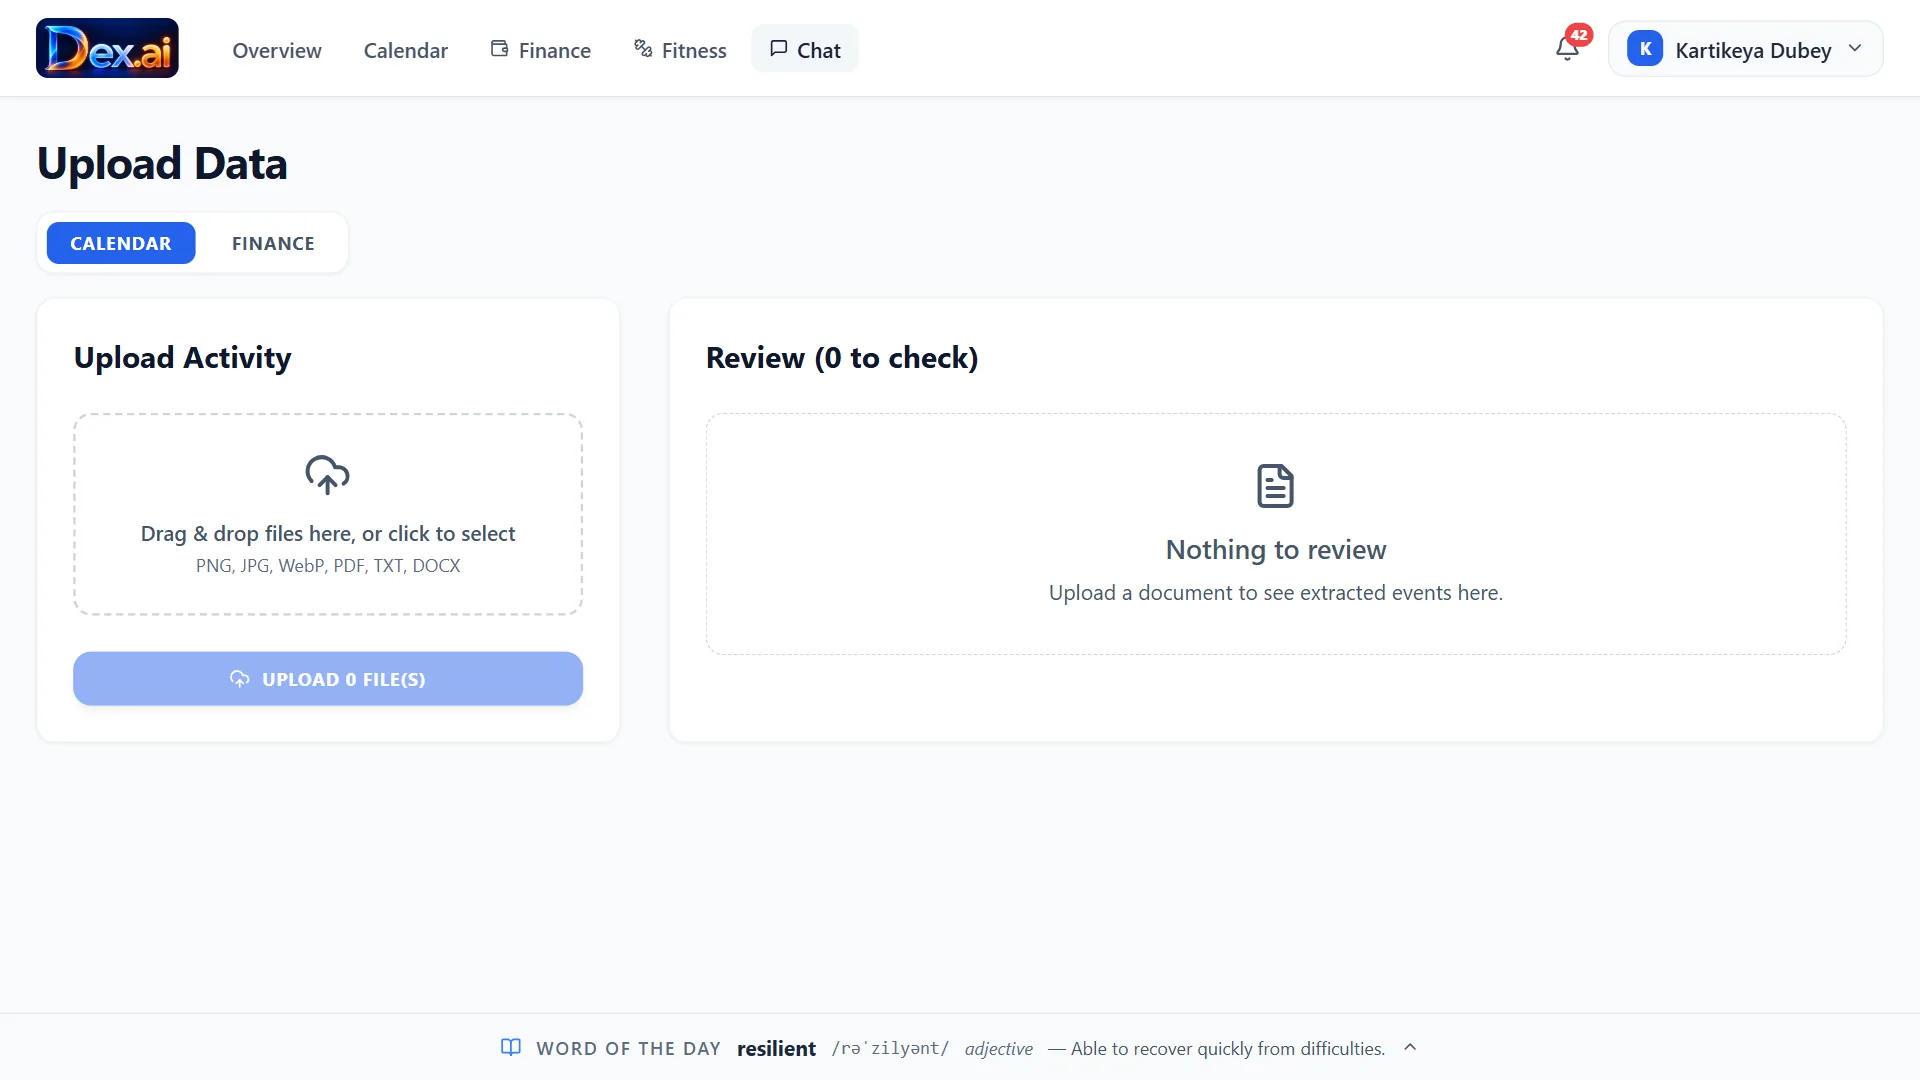 Dex.ai
Overview
Calendar
Finance
Fitness
Chat
42
K
Kartikeya Dubey
Upload Data
CALENDAR
FINANCE
Upload Activity
Drag & drop files here, or click to select
PNG, JPG, WebP, PDF, TXT, DOCX
UPLOAD 0 FILE(S)
Review (0 to check)
Nothing to review
Upload a document to see extracted events here.
WORD OF THE DAY resilient /rəˈzilyənt/ adjective — Able to recover quickly from difficulties.